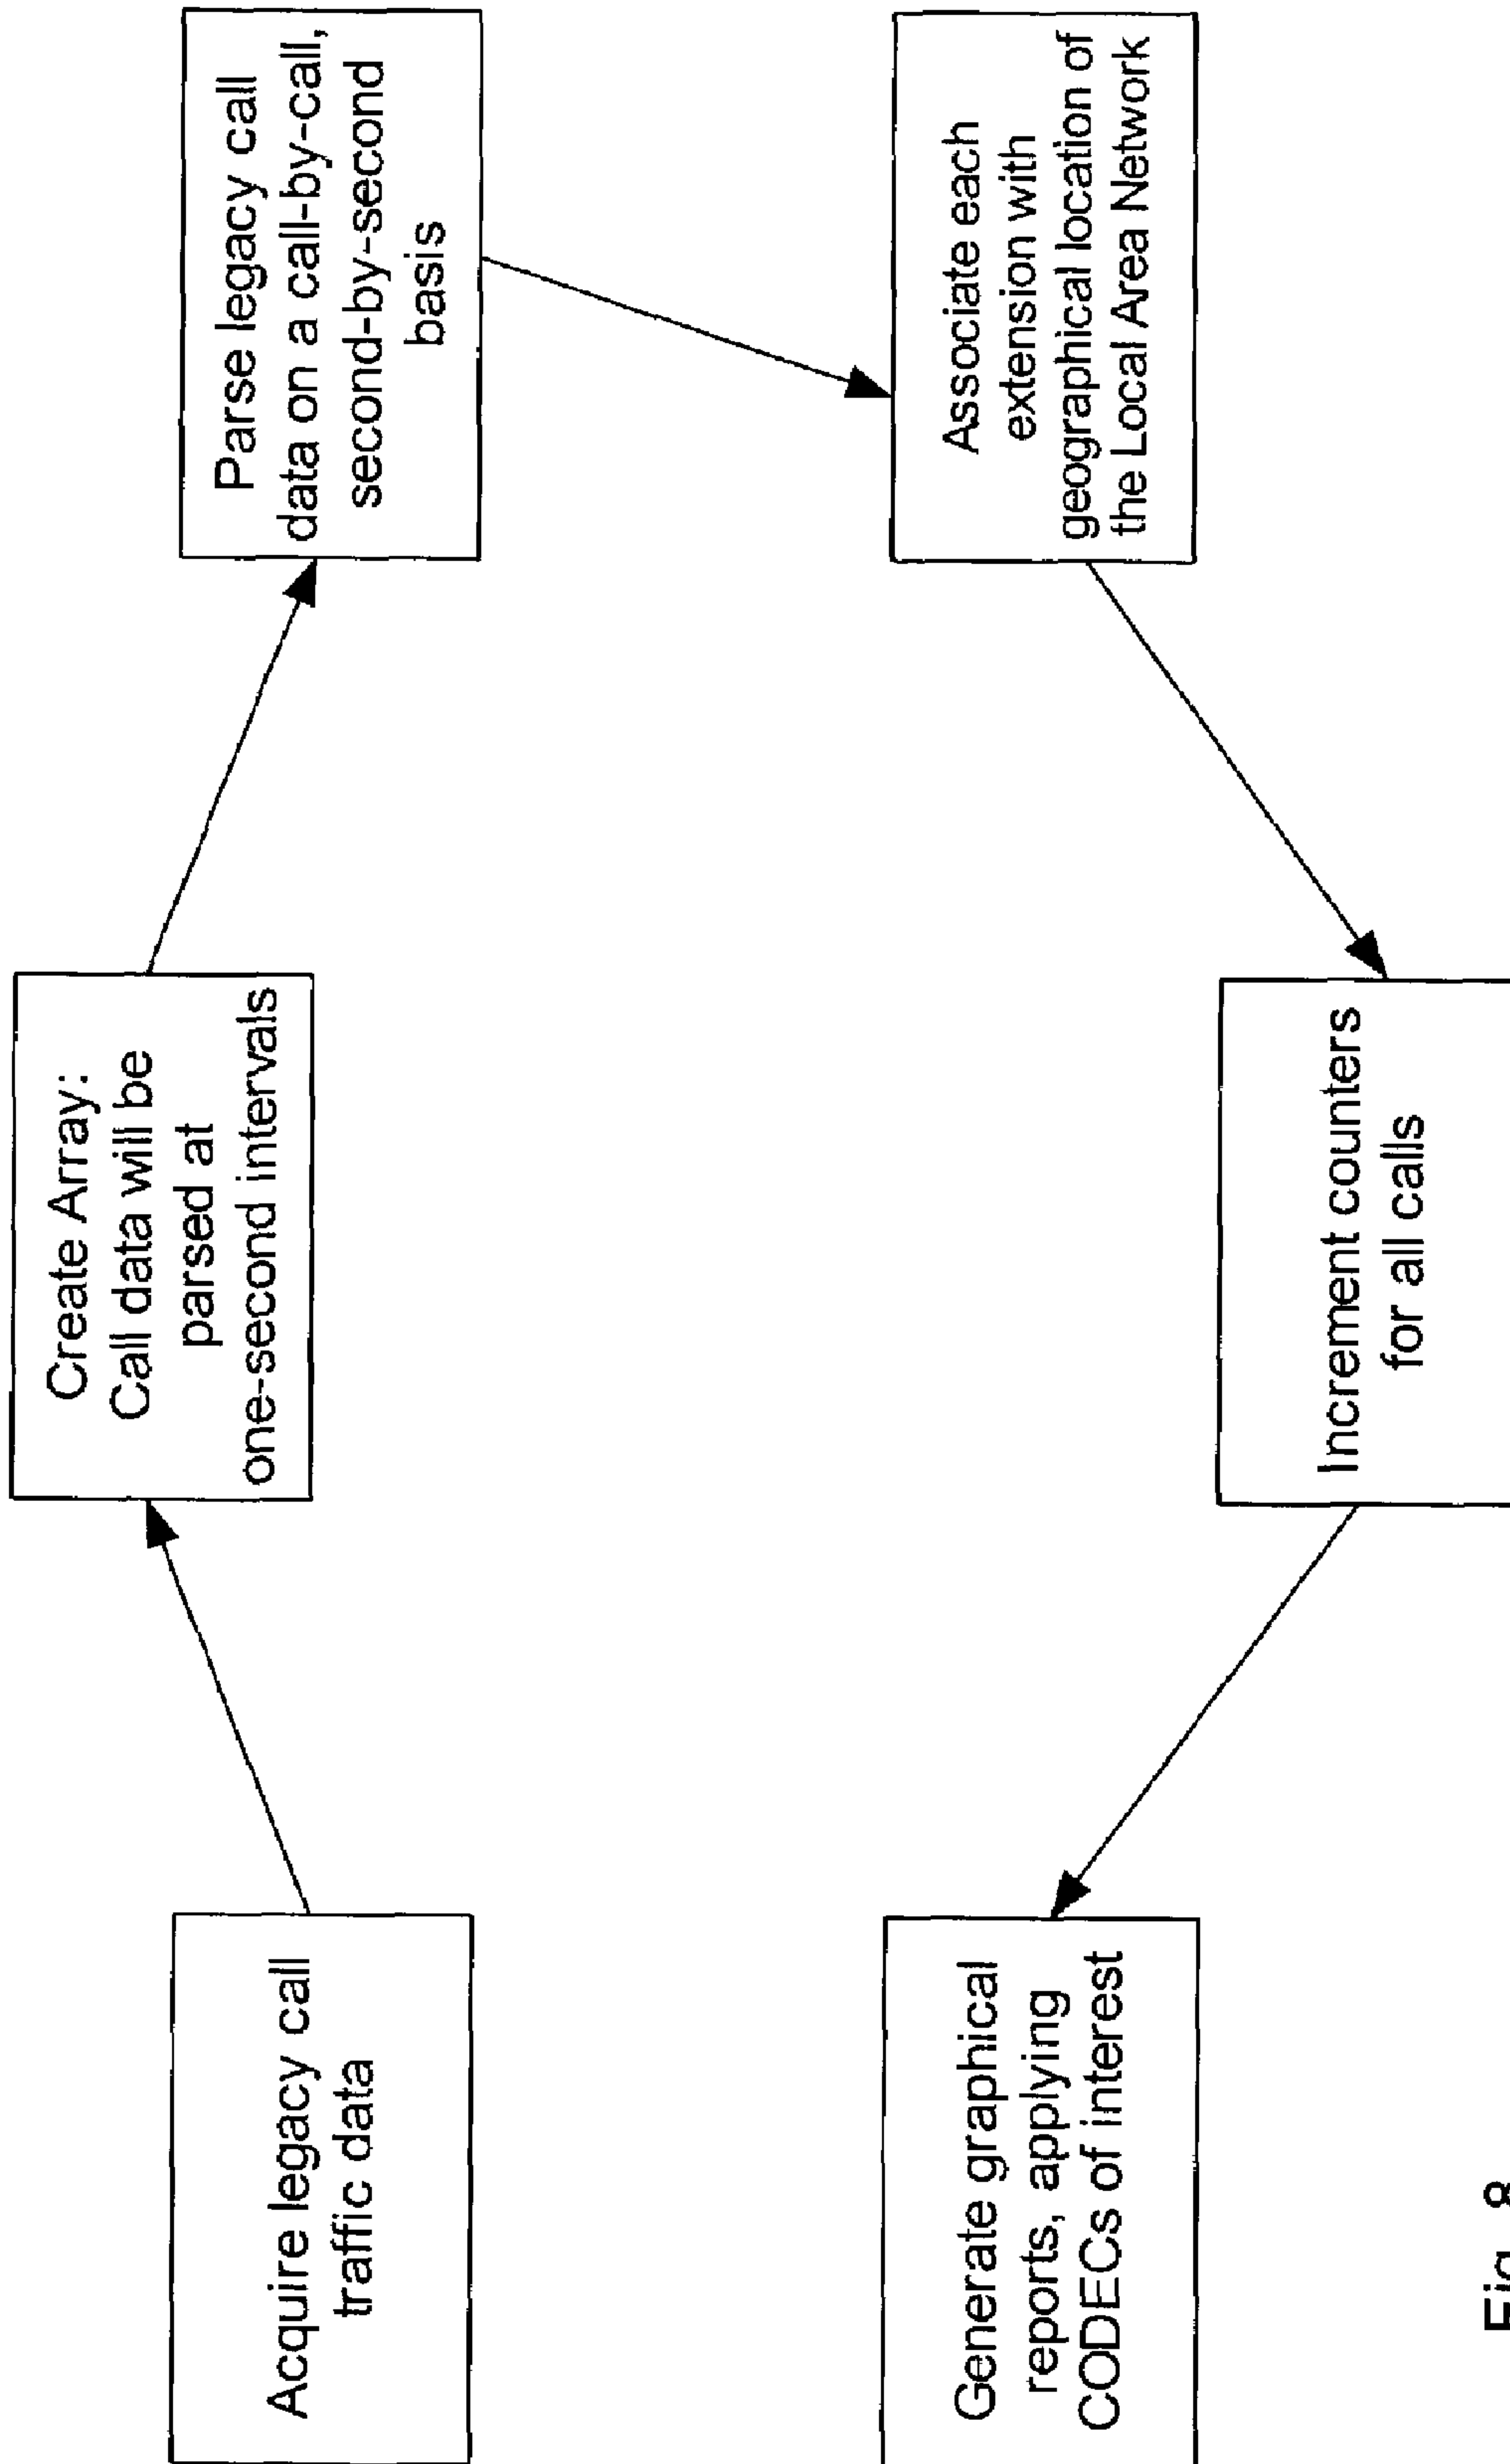 Acquire legacy call
traffic data
Create Array:
Call data will be
parsed at
one-second intervals
Parse legacy call
data on a call-by-call,
second-by-second
basis
Associate each
extension with
geographical location of
the Local Area Network
Increment counters
for all calls
Generate graphical
reports, applying
CODECs of interest
Fig. 8